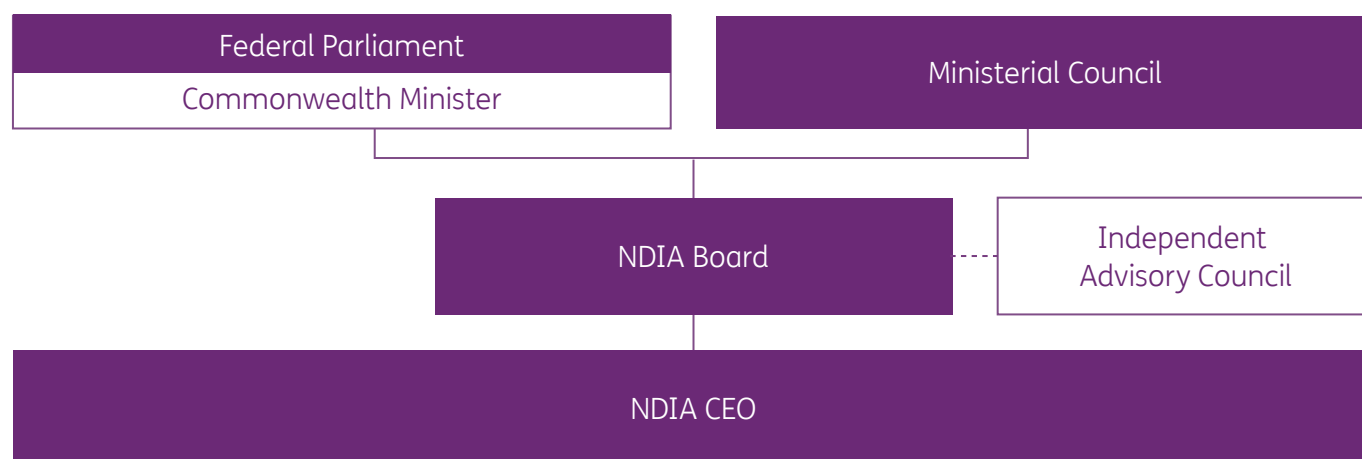 Federal Parliament
Commonwealth Minister
Ministerial Council
NDIA Board
Independent
Advisory Council
NDIA CEO